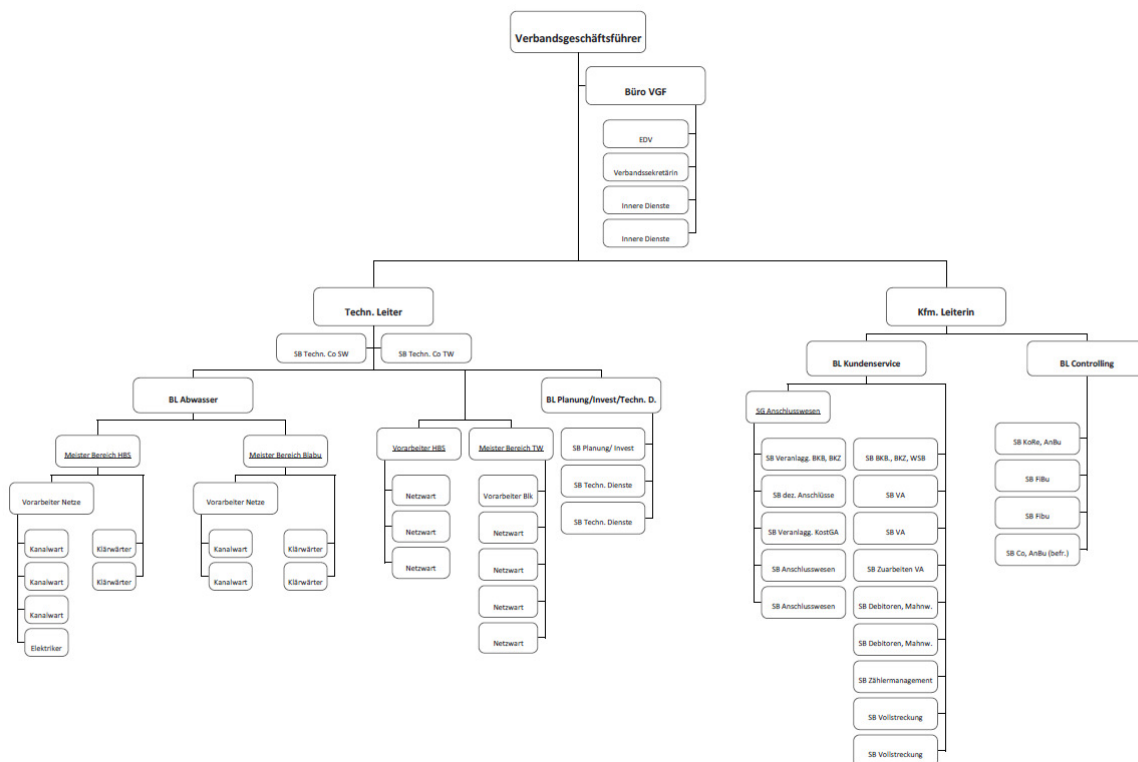 Verbandsgeschäftsführer
Büro VGF
EDV
Verbandssekretärin
Innere Dienste
Innere Dienste
Techn. Leiter
Kfm. Leiterin
SB Techn. Co SW
SB Techn. Co TW
BL Abwasser
BL Planung/Invest/Techn. D.
BL Kundenservice
BL Controlling
Meister Bereich HBS
Meister Bereich Blabu
Vorarbeiter HBS
Meister Bereich TW
Vorarbeiter Netze
Kanalwart
Kanalwart
Kanalwart
Elektriker
Klärwärter
Klärwärter
Vorarbeiter Netze
Kanalwart
Kanalwart
Klärwärter
Klärwärter
Netzwart
Netzwart
Netzwart
Vorarbeiter Blk
Netzwart
Netzwart
Netzwart
Netzwart
SB Planung/ Invest
SB Techn. Dienste
SB Techn. Dienste
SG Anschlusswesen
SB Veranlagg. BKB, BKZ
SB dez. Anschlüsse
SB Veranlagg. KostGA
SB Anschlusswesen
SB Anschlusswesen
SB BKB., BKZ, WSB
SB VA
SB VA
SB Zuarbeiten VA
SB Debitoren, Mahnw.
SB Debitoren, Mahnw.
SB Zählermanagement
SB Vollstreckung
SB Vollstreckung
SB KoRe, AnBu
SB FiBu
SB Fibu
SB Co, AnBu (befr.)